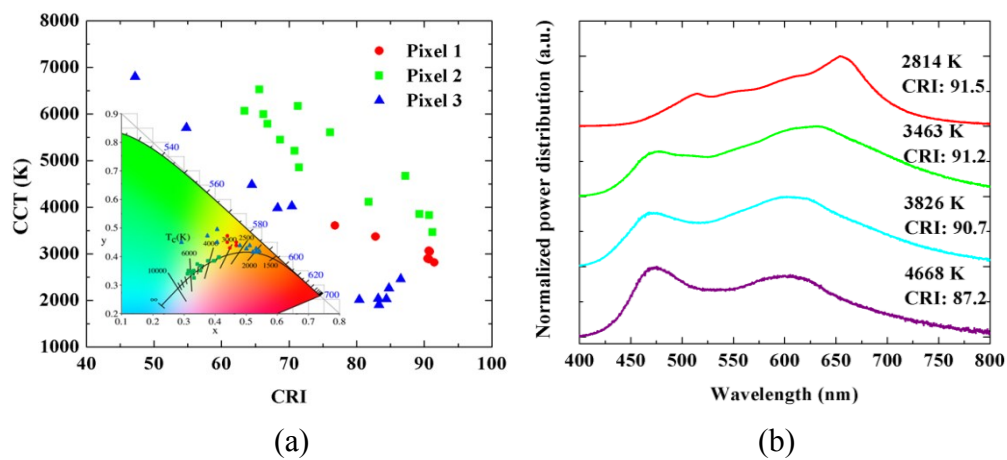 8000
7000
6000
5000
4000
3000
2000
1000
CCT (K)
40 50 60 70 80 90 100
CRI
Pixel 1
Pixel 2
Pixel 3
0.9
0.8
0.7
0.6
0.5
0.4
0.3
0.2
y
0.1 0.2 0.3 0.4 0.5 0.6 0.7 0.8
x
540
560
580
600
620
700
Tc(K)
10000
6000
4000
3000
2500
2000
1500
∞
(a)
Normalized power distribution (a.u.)
2814 K
CRI: 91.5
3463 K
CRI: 91.2
3826 K
CRI: 90.7
4668 K
CRI: 87.2
400 450 500 550 600 650 700 750 800
Wavelength (nm)
(b)